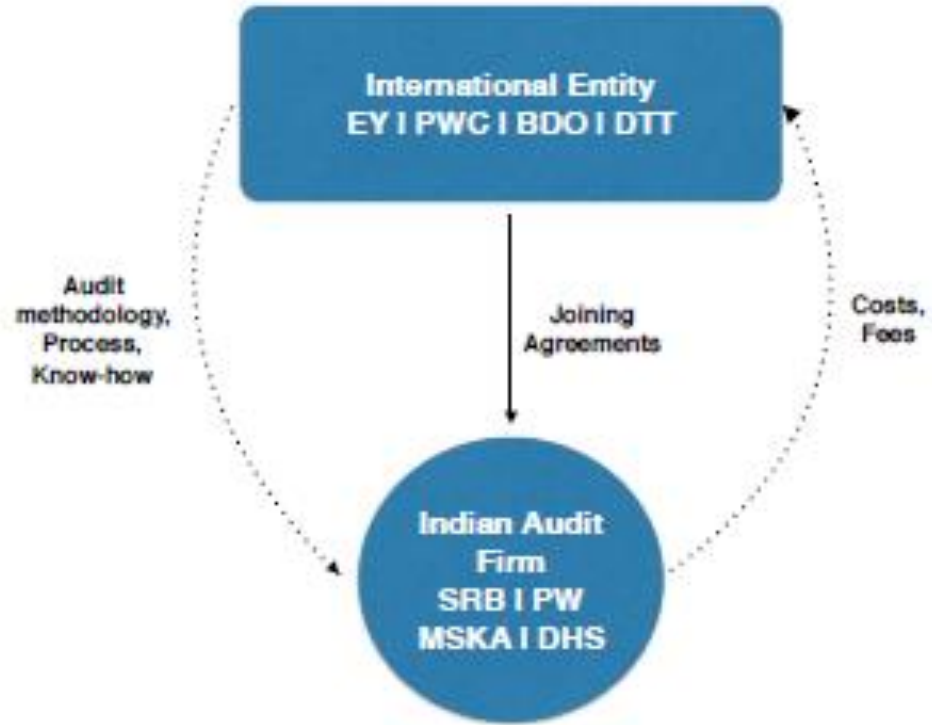 International Entity
EY I PWC I BDO I DTT
Audit
methodology,
Process,
Know-how
Joining
Agreements
Costs,
Fees
Indian Audit
Firm
SRB I PW
MSKA I DHS